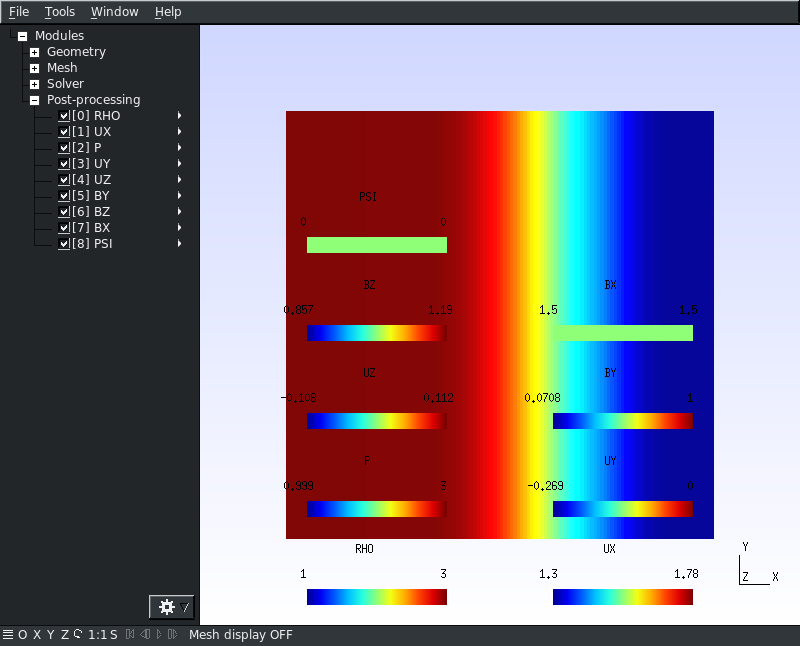 File Tools Window Help
Modules
Geometry
Mesh
Solver
Post-processing
[0] RHO
[1] UX
[2] P
[3] UY
[4] UZ
[5] BY
[6] BZ
[7] BX
[8] PSI
PSI
0 0
BZ BX
0.857 1.19 1.5 1.5
UZ BY
-0.108 0.112 0.0708 1
P UY
0.999 3 -0.269 0
RHO UX
1 3 1.3 1.78
Y
Z X
O X Y Z 1:1 S Mesh display OFF